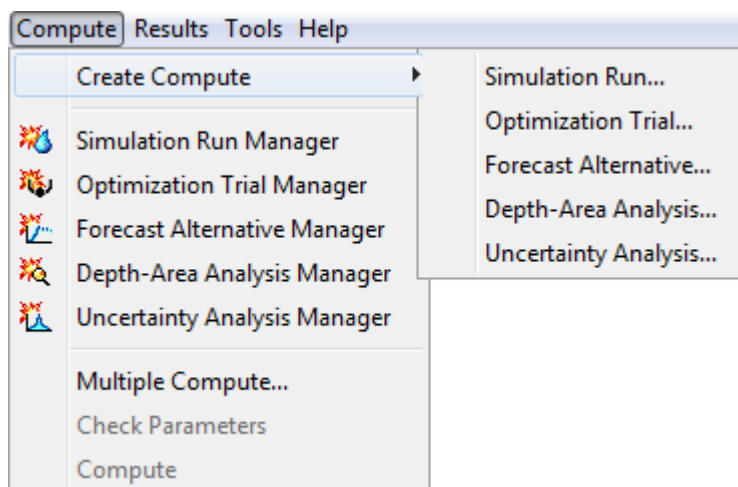 Compute Results Tools Help
Create Compute
Simulation Run Manager
Optimization Trial Manager
Forecast Alternative Manager
Depth-Area Analysis Manager
Uncertainty Analysis Manager
Multiple Compute...
Check Parameters
Compute
Simulation Run...
Optimization Trial...
Forecast Alternative...
Depth-Area Analysis...
Uncertainty Analysis...